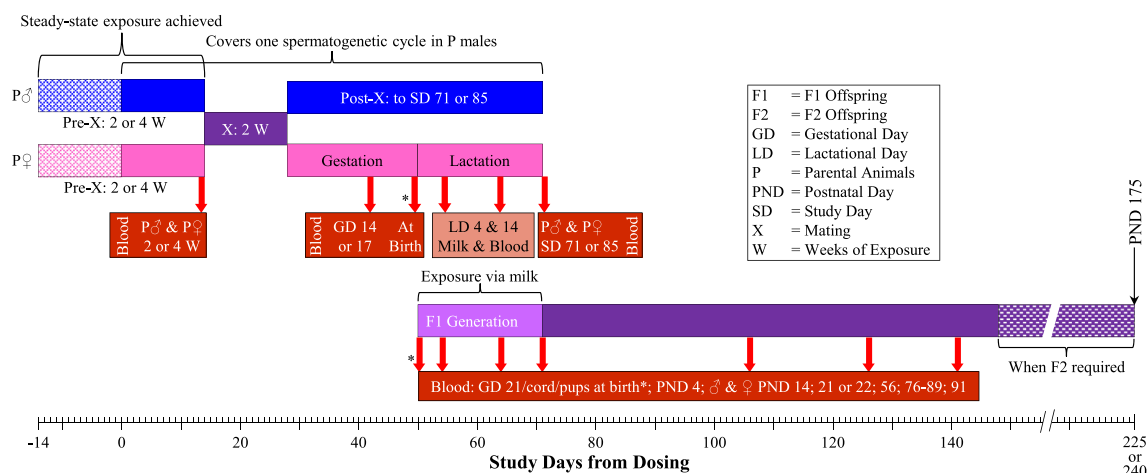 Steady-state exposure achieved
Covers one spermatogenetic cycle in P males
P♂
Post-X: to SD 71 or 85
Pre-X: 2 or 4 W
X: 2 W
P♀
Gestation
Lactation
Pre-X: 2 or 4 W
*
Blood
P♂ & P♀
2 or 4 W
Blood
GD 14
or 17
At
Birth
LD 4 & 14
Milk & Blood
P♂ & P♀
SD 71 or 85
Blood
F1 = F1 Offspring
F2 = F2 Offspring
GD = Gestational Day
LD = Lactational Day
P = Parental Animals
PND = Postnatal Day
SD = Study Day
X = Mating
W = Weeks of Exposure
PND 175
Exposure via milk
F1 Generation
*
When F2 required
Blood: GD 21/cord/pups at birth*; PND 4; ♂ & ♀ PND 14; 21 or 22; 56; 76-89; 91
-14 0 20 40 60 80 100 120 140 225
or
240
Study Days from Dosing